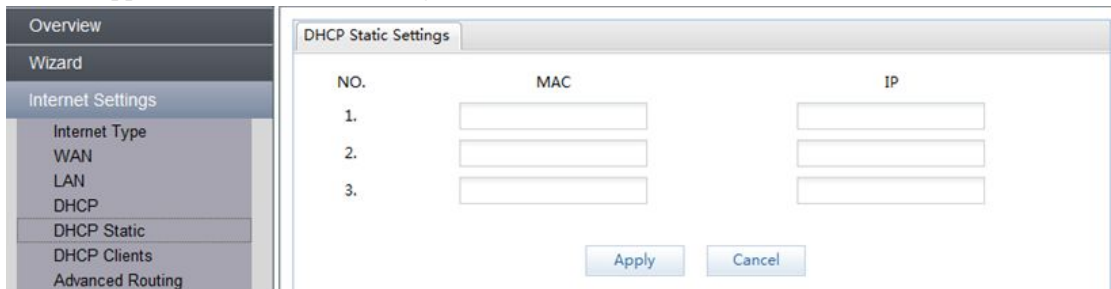 Overview
Wizard
Internet Settings
Internet Type
WAN
LAN
DHCP
DHCP Static
DHCP Clients
Advanced Routing
DHCP Static Settings
NO. MAC IP
1.
2.
3.
Apply Cancel